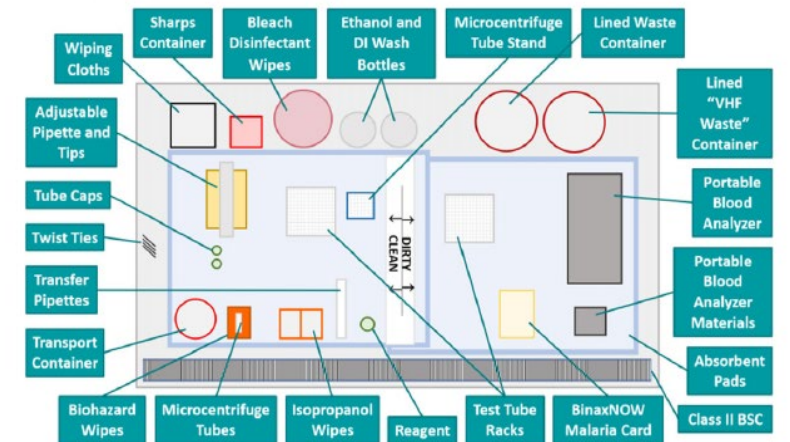 Sharps
Container
Bleach
Disinfectant
Wipes
Ethanol and
DI Wash
Bottles
Microcentrifuge
Tube Stand
Lined Waste
Container
Wiping
Cloths
Lined
“VHF
Waste”
Container
Adjustable
Pipette and
Tips
Tube Caps
Twist Ties
Transfer
Pipettes
Transport
Container
DIRTY
CLEAN
Portable
Blood
Analyzer
Portable
Blood
Analyzer
Materials
Absorbent
Pads
Class II BSC
Biohazard
Wipes
Microcentrifuge
Tubes
Isopropanol
Wipes
Reagent
Test Tube
Racks
BinaxNOW
Malaria Card